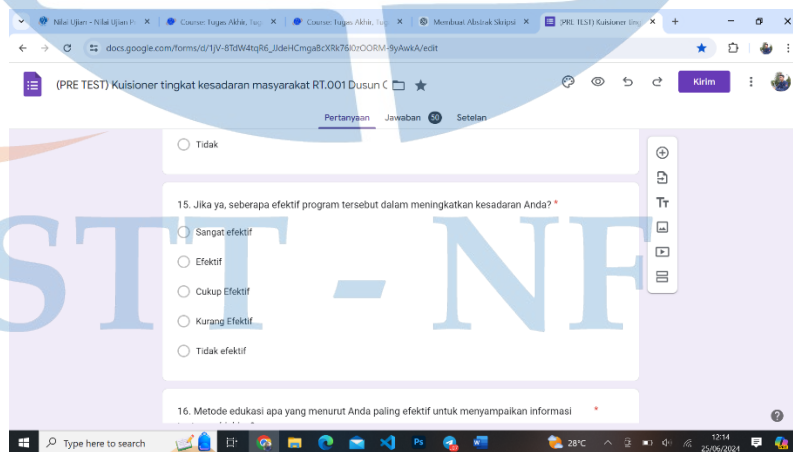 Nilai Ujian - Nilai Ujian Pr
Course: Tugas Akhir, Tug
Course: Tugas Akhir, Tug
Membuat Abstrak Skripsi
(PRE TEST) Kuisioner ting
docs.google.com/forms/d/1jV-8TdW4tqR6_JJdeHCmga8cXRk76I0zOORM-9yAwkA/edit
(PRE TEST) Kuisioner tingkat kesadaran masyarakat RT.001 Dusun C
Kirim
Pertanyaan Jawaban 50 Setelan
Tidak
15. Jika ya, seberapa efektif program tersebut dalam meningkatkan kesadaran Anda? *
Sangat efektif
Efektif
Cukup Efektif
Kurang Efektif
Tidak efektif
16. Metode edukasi apa yang menurut Anda paling efektif untuk menyampaikan informasi *
STT - NF
Type here to search
28°C
12:14
25/06/2024